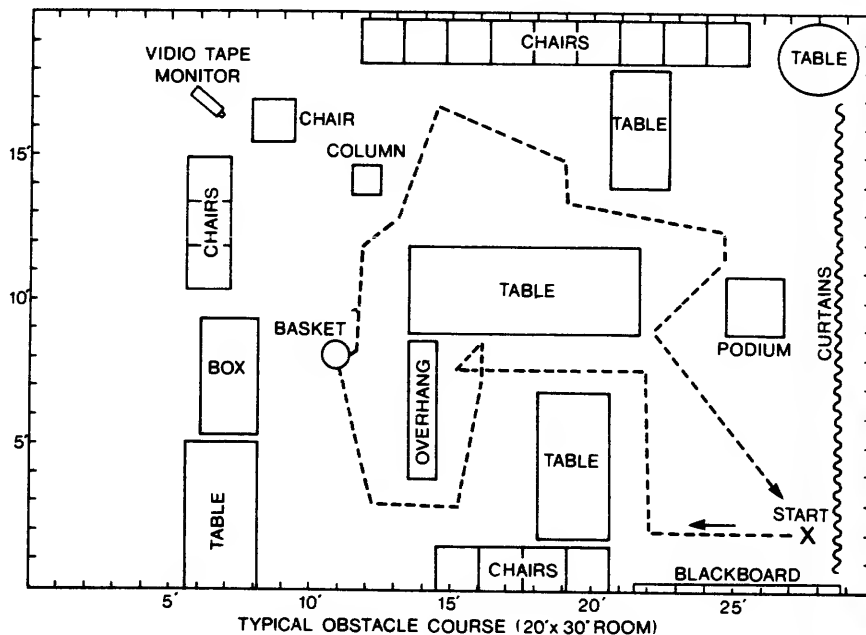 CHAIRS
TABLE
VIDIO TAPE
MONITOR
CHAIR
TABLE
15'
COLUMN
CHAIRS
TABLE
CURTAINS
10'
BASKET
PODIUM
BOX
OVERHANG
5'
TABLE
TABLE
START
X
CHAIRS
BLACKBOARD
5'
10'
15'
20'
25'
TYPICAL OBSTACLE COURSE (20'x 30' ROOM)